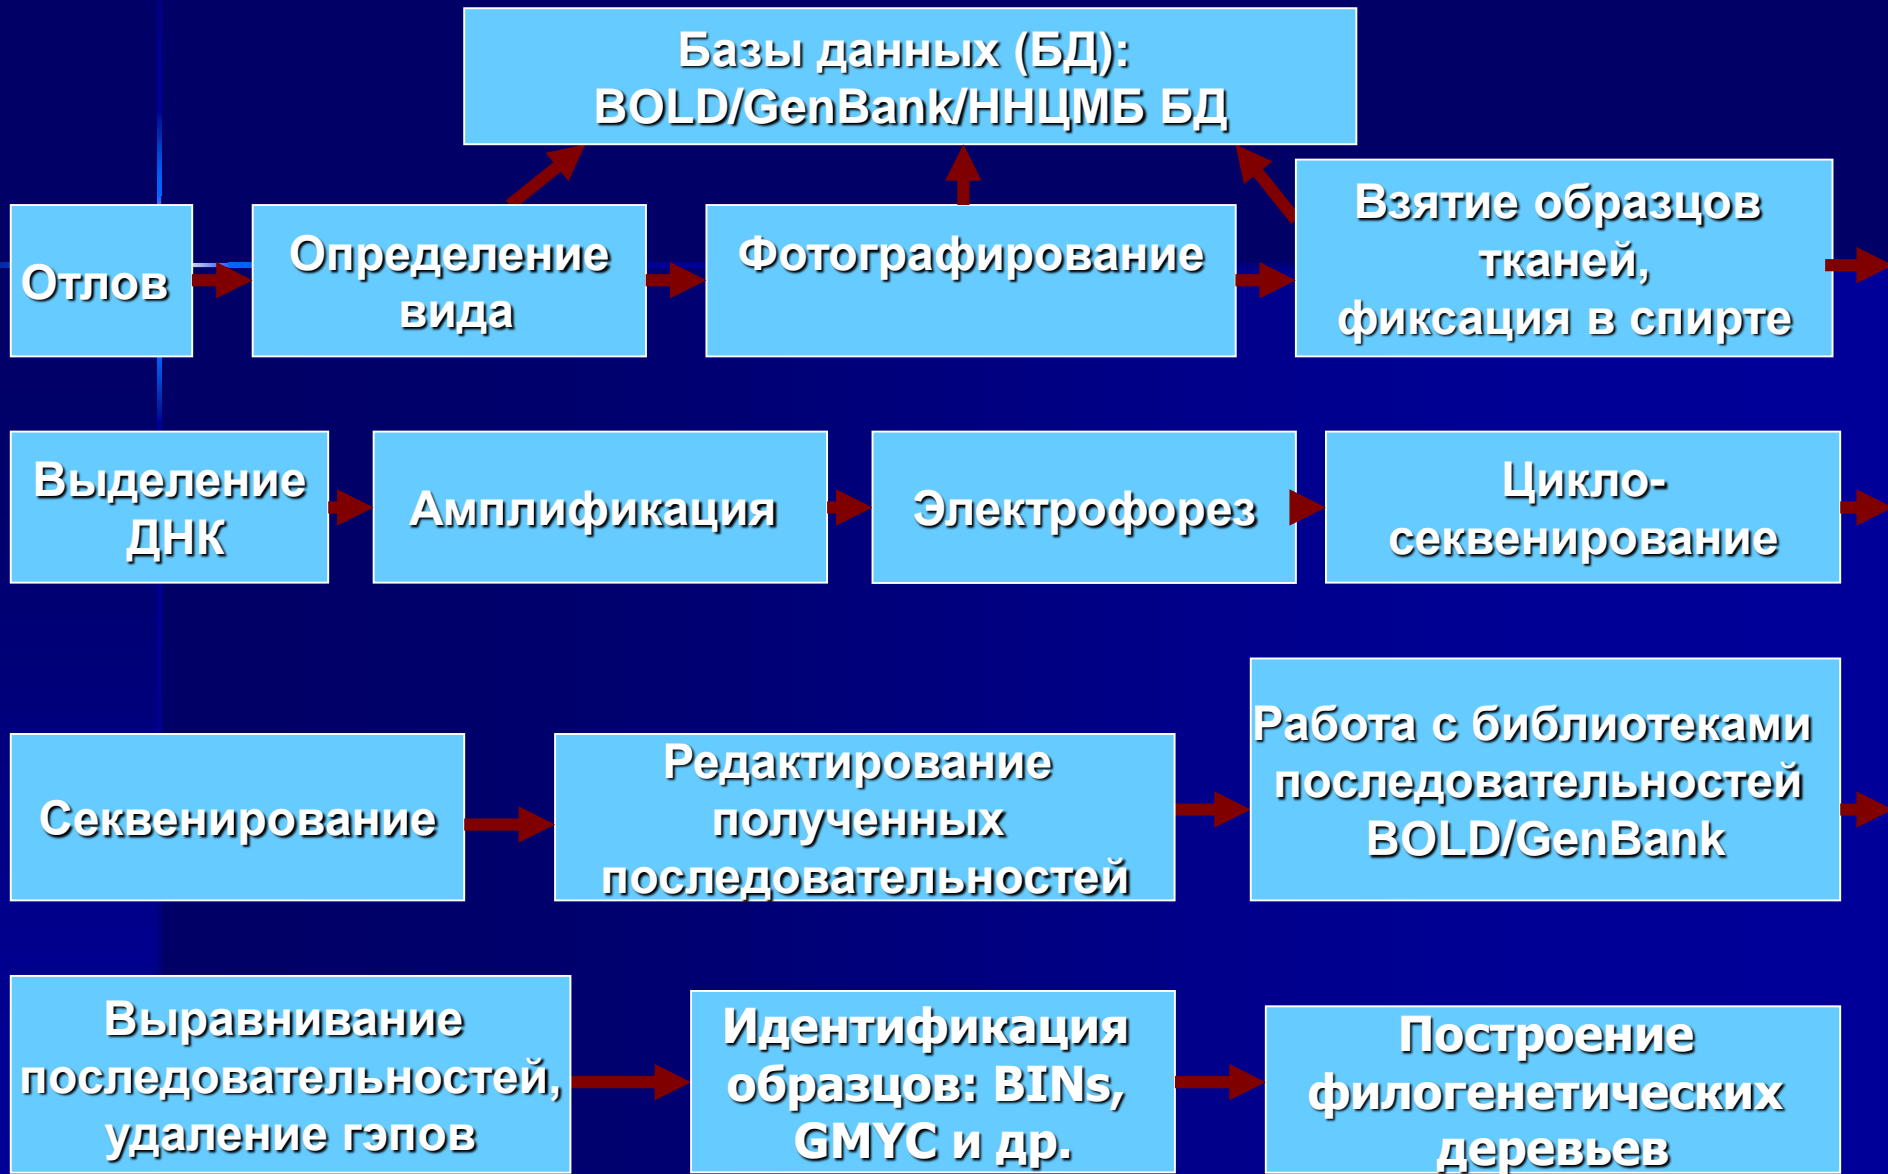 Базы данных (БД):
BOLD/GenBank/ННЦМБ БД
Отлов
Определение
вида
Фотографирование
Взятие образцов
тканей,
фиксация в спирте
Выделение
ДНК
Амплификация
Электрофорез
Цикло-
секвенирование
Секвенирование
Редактирование
полученных
последовательностей
Работа с библиотеками
последовательностей
BOLD/GenBank
Выравнивание
последовательностей,
удаление гэпов
Идентификация
образцов: BINs,
GMYC и др.
Построение
филогенетических
деревьев